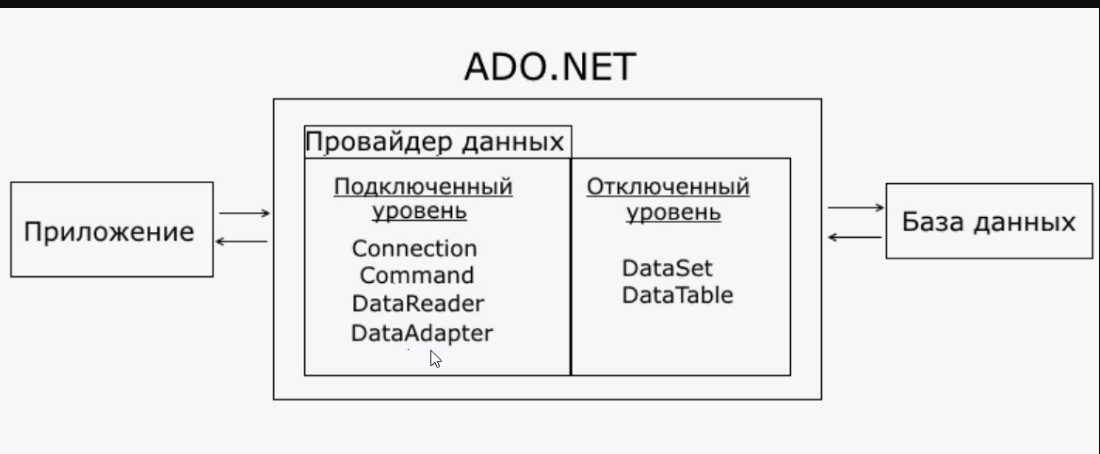 ADO.NET
Провайдер данных
Приложение
Подключенный
уровень
Connection
Command
DataReader
DataAdapter
Отключенный
уровень
DataSet
DataTable
База данных